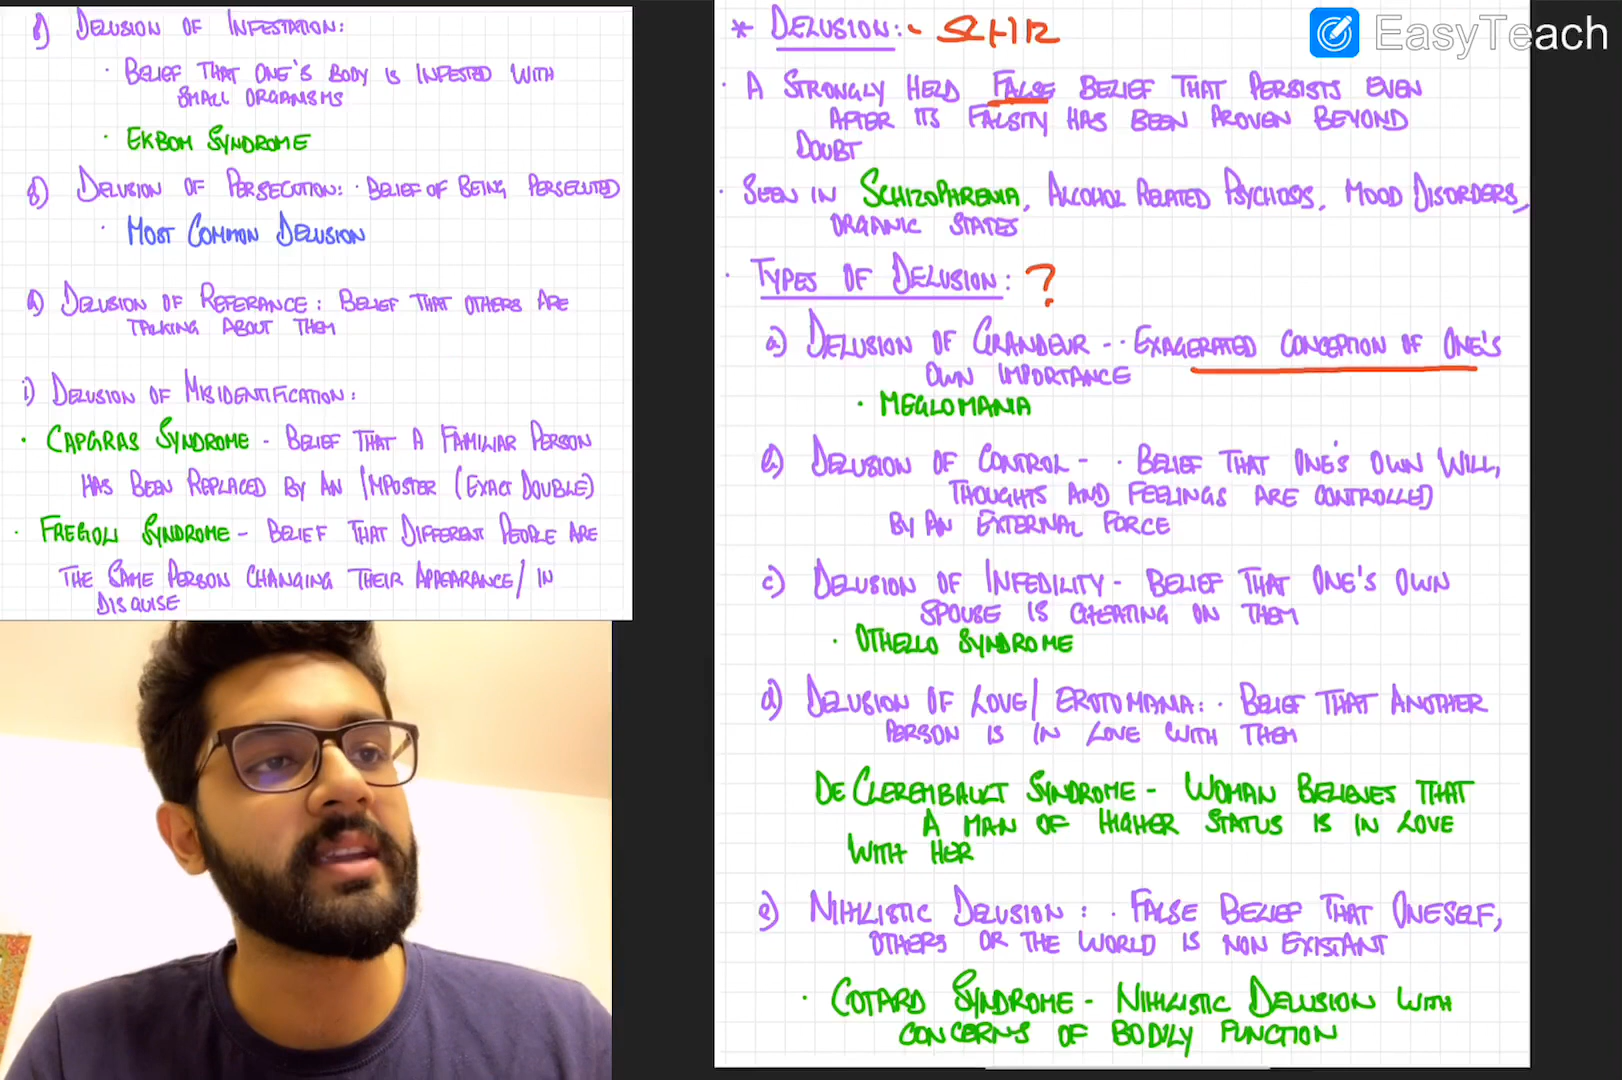 f) DELUSION OF INFESTATION:
· BELIEF THAT ONE'S BODY IS INFESTED WITH
SMALL ORGANISMS
· EKBOM SYNDROME
g) DELUSION OF PERSECUTION: · BELIEF OF BEING PERSECUTED
· MOST COMMON DELUSION
h) DELUSION OF REFERANCE: BELIEF THAT OTHERS ARE
TALKING ABOUT THEM
i) DELUSION OF MISIDENTIFICATION:
· CAPGRAS SYNDROME - BELIEF THAT A FAMILIAR PERSON
HAS BEEN REPLACED BY AN IMPOSTER (EXACT DOUBLE)
· FREGOLI SYNDROME - BELIEF THAT DIFFERENT PEOPLE ARE
THE SAME PERSON CHANGING THEIR APPEARANCE/ IN
DISGUISE
* DELUSION: - SCHIZ
· A STRONGLY HELD FALSE BELIEF THAT PERSISTS EVEN
AFTER ITS FALSITY HAS BEEN PROVEN BEYOND
DOUBT
· SEEN IN SCHIZOPHRENIA, ALCOHOL RELATED PSYCHOSIS, MOOD DISORDERS,
ORGANIC STATES
· TYPES OF DELUSION: ?
a) DELUSION OF GRANDEUR - · EXAGERATED CONCEPTION OF ONE'S
OWN IMPORTANCE
· MEGLOMANIA
b) DELUSION OF CONTROL - · BELIEF THAT ONE'S OWN WILL,
THOUGHTS AND FEELINGS ARE CONTROLLED
BY AN EXTERNAL FORCE
c) DELUSION OF INFEDILITY - BELIEF THAT ONE'S OWN
SPOUSE IS CHEATING ON THEM
· OTHELLO SYNDROME
d) DELUSION OF LOVE/ EROTOMANIA: · BELIEF THAT ANOTHER
PERSON IS IN LOVE WITH THEM
DE CLEREMBAULT SYNDROME - WOMAN BELIEVES THAT
A MAN OF HIGHER STATUS IS IN LOVE
WITH HER
e) NIHILISTIC DELUSION: · FALSE BELIEF THAT ONESELF,
OTHERS OR THE WORLD IS NON EXISTANT
· COTARD SYNDROME - NIHILISTIC DELUSION WITH
CONCERNS OF BODILY FUNCTION
EasyTeach